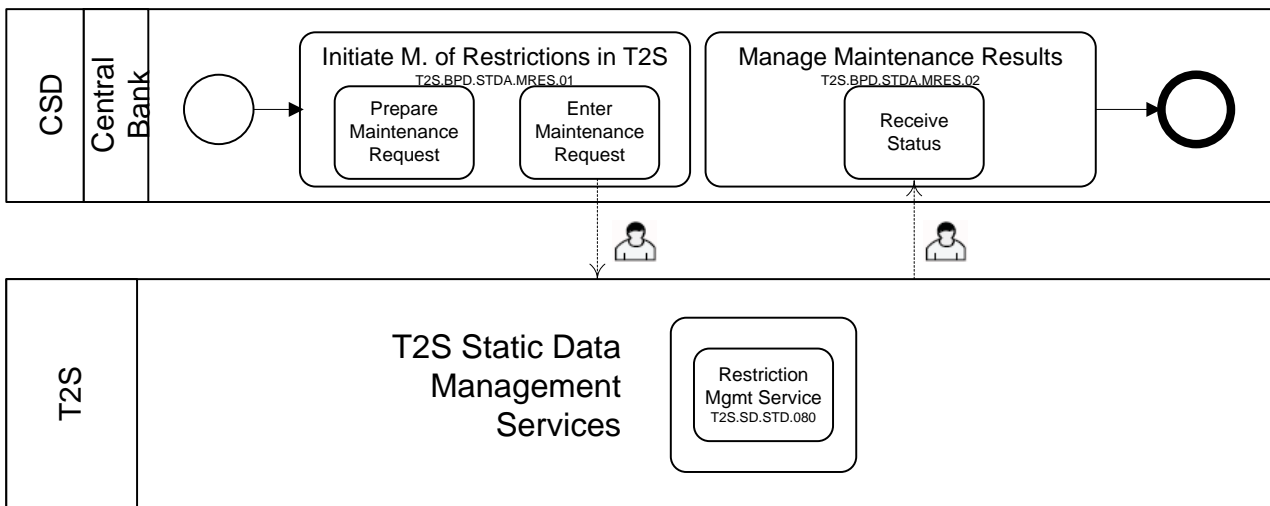 CSD
Central
Bank
Initiate M. of Restrictions in T2S
T2S.BPD.STDA.MRES.01
Prepare
Maintenance
Request
Enter
Maintenance
Request
Manage Maintenance Results
T2S.BPD.STDA.MRES.02
Receive
Status
T2S
T2S Static Data
Management
Services
Restriction
Mgmt Service
T2S.SD.STD.080